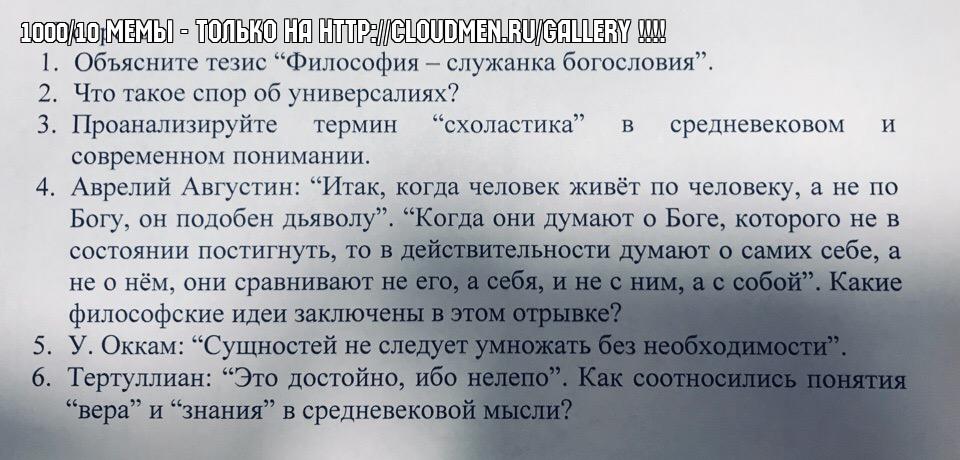 1000/10 МЕМЫ - ТОЛЬКО НА HTTP://CLOUDMEN.RU/GALLERY !!!!
1. Объясните тезис “Философия – служанка богословия”.
2. Что такое спор об универсалиях?
3. Проанализируйте термин “схоластика” в средневековом и
современном понимании.
4. Аврелий Августин: “Итак, когда человек живёт по человеку, а не по
Богу, он подобен дьяволу”. “Когда они думают о Боге, которого не в
состоянии постигнуть, то в действительности думают о самих себе, а
не о нём, они сравнивают не его, а себя, и не с ним, а с собой”. Какие
философские идеи заключены в этом отрывке?
5. У. Оккам: “Сущностей не следует умножать без необходимости”.
6. Тертуллиан: “Это достойно, ибо нелепо”. Как соотносились понятия
“вера” и “знания” в средневековой мысли?